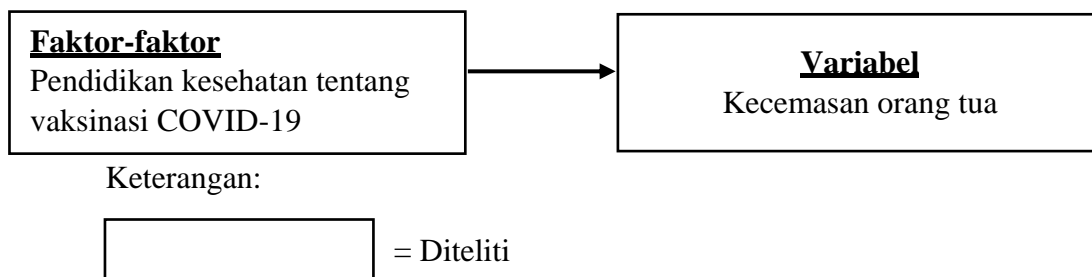 Faktor-faktor
Pendidikan kesehatan tentang
vaksinasi COVID-19
Variabel
Kecemasan orang tua
Keterangan:
= Diteliti